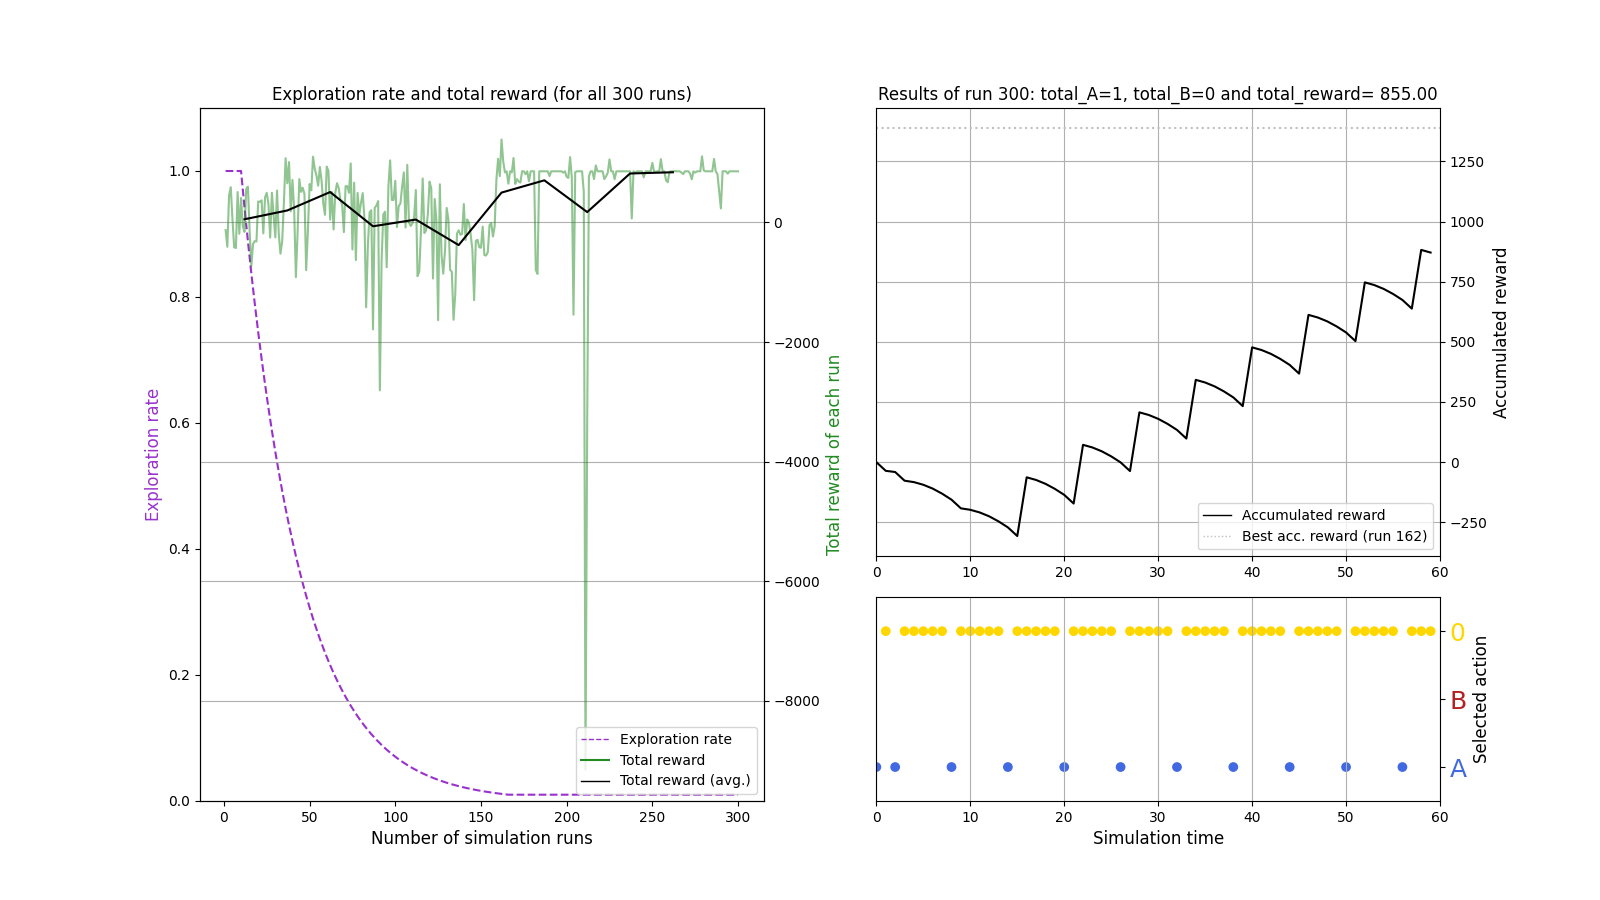 Exploration rate and total reward (for all 300 runs)
1.0
0.8
0.6
0.4
0.2
0.0
Exploration rate
0
−2000
−4000
−6000
−8000
Total reward of each run
Exploration rate
Total reward
Total reward (avg.)
0
50
100
150
200
250
300
Number of simulation runs
Results of run 300: total_A=1, total_B=0 and total_reward= 855.00
1250
1000
750
500
250
0
−250
Accumulated reward
Accumulated reward
Best acc. reward (run 162)
0
10
20
30
40
50
60
0
B
A
Selected action
0
10
20
30
40
50
60
Simulation time